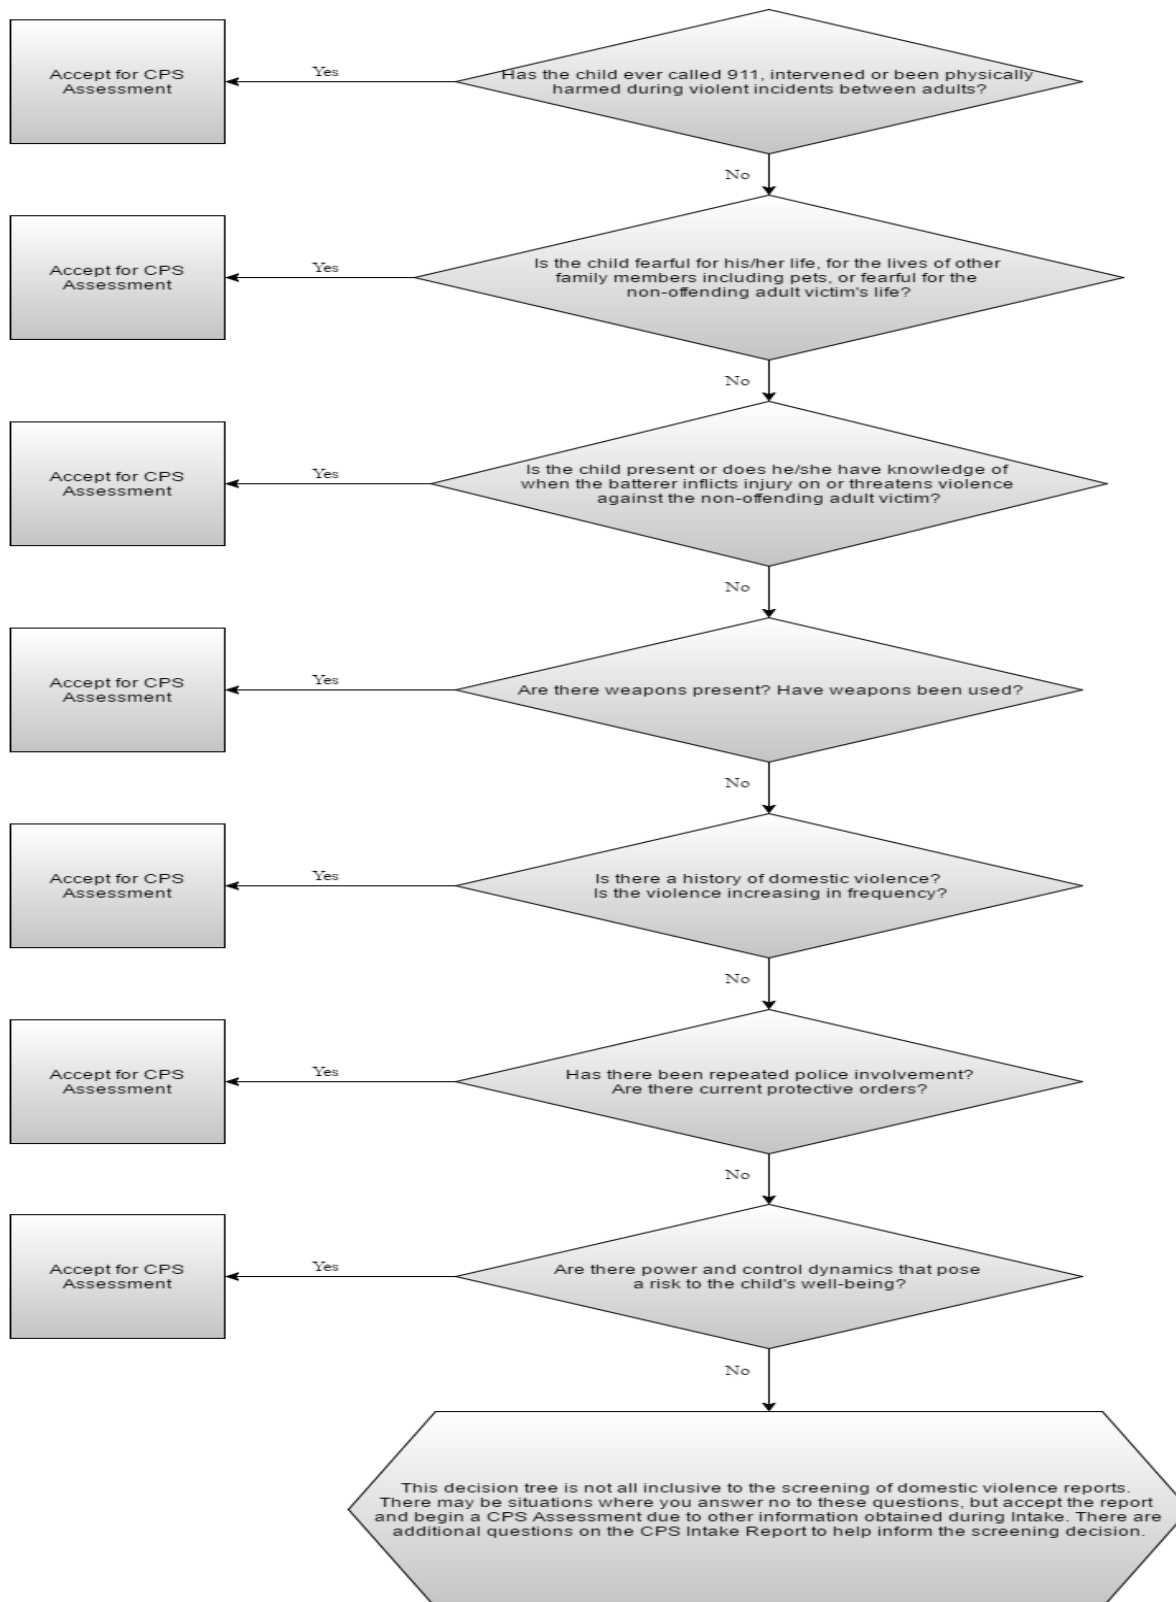 Accept for CPS
Assessment
Yes
Has the child ever called 911, intervened or been physically
harmed during violent incidents between adults?
No
Accept for CPS
Assessment
Yes
Is the child fearful for his/her life, for the lives of other
family members including pets, or fearful for the
non-offending adult victim's life?
No
Accept for CPS
Assessment
Yes
Is the child present or does he/she have knowledge of
when the batterer inflicts injury on or threatens violence
against the non-offending adult victim?
No
Accept for CPS
Assessment
Yes
Are there weapons present? Have weapons been used?
No
Accept for CPS
Assessment
Yes
Is there a history of domestic violence?
Is the violence increasing in frequency?
No
Accept for CPS
Assessment
Yes
Has there been repeated police involvement?
Are there current protective orders?
No
Accept for CPS
Assessment
Yes
Are there power and control dynamics that pose
a risk to the child's well-being?
No
This decision tree is not all inclusive to the screening of domestic violence reports.
There may be situations where you answer no to these questions, but accept the report
and begin a CPS Assessment due to other information obtained during Intake. There are
additional questions on the CPS Intake Report to help inform the screening decision.